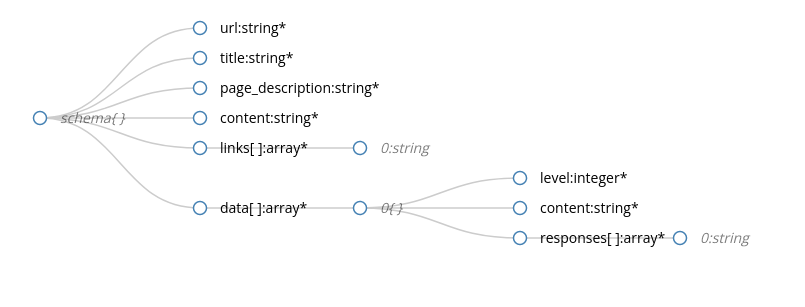 url:string*
title:string*
page_description:string*
schema{ }
content:string*
links[ ]:array*
0:string
level:integer*
data[ ]:array*
0{ }
content:string*
responses[ ]:array*
0:string